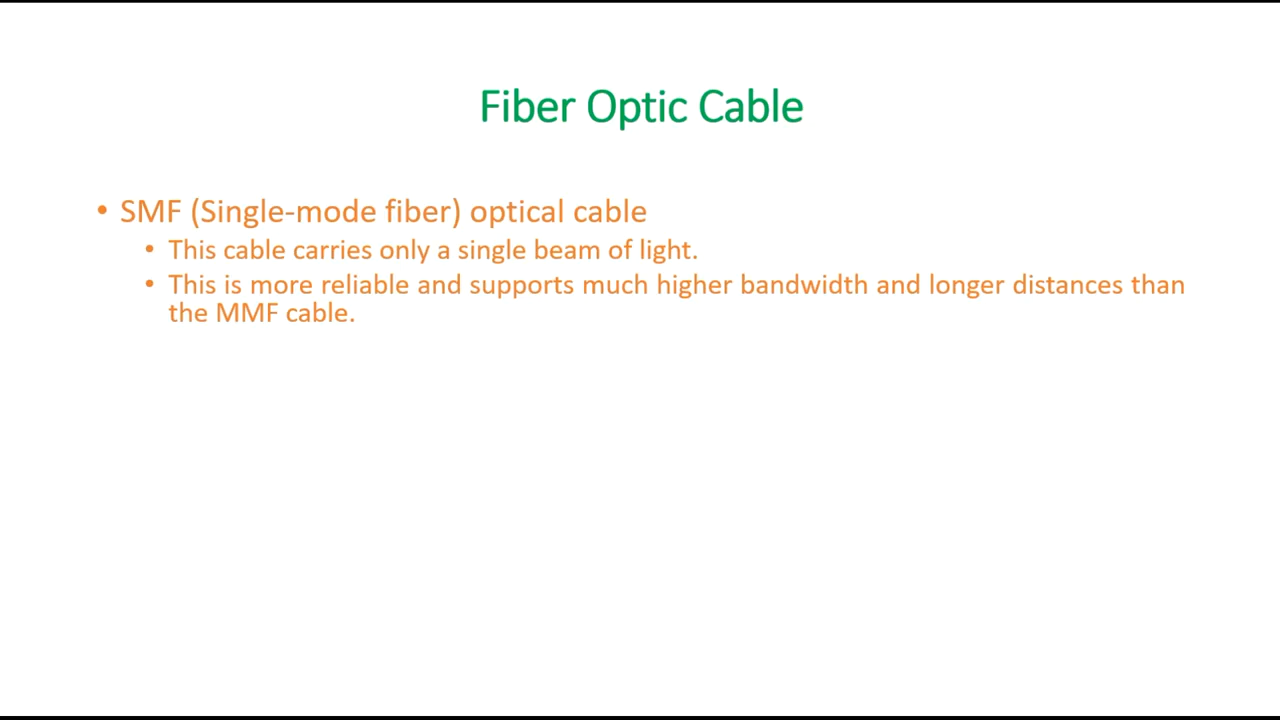 Fiber Optic Cable
• SMF (Single-mode fiber) optical cable
• This cable carries only a single beam of light.
• This is more reliable and supports much higher bandwidth and longer distances than
the MMF cable.